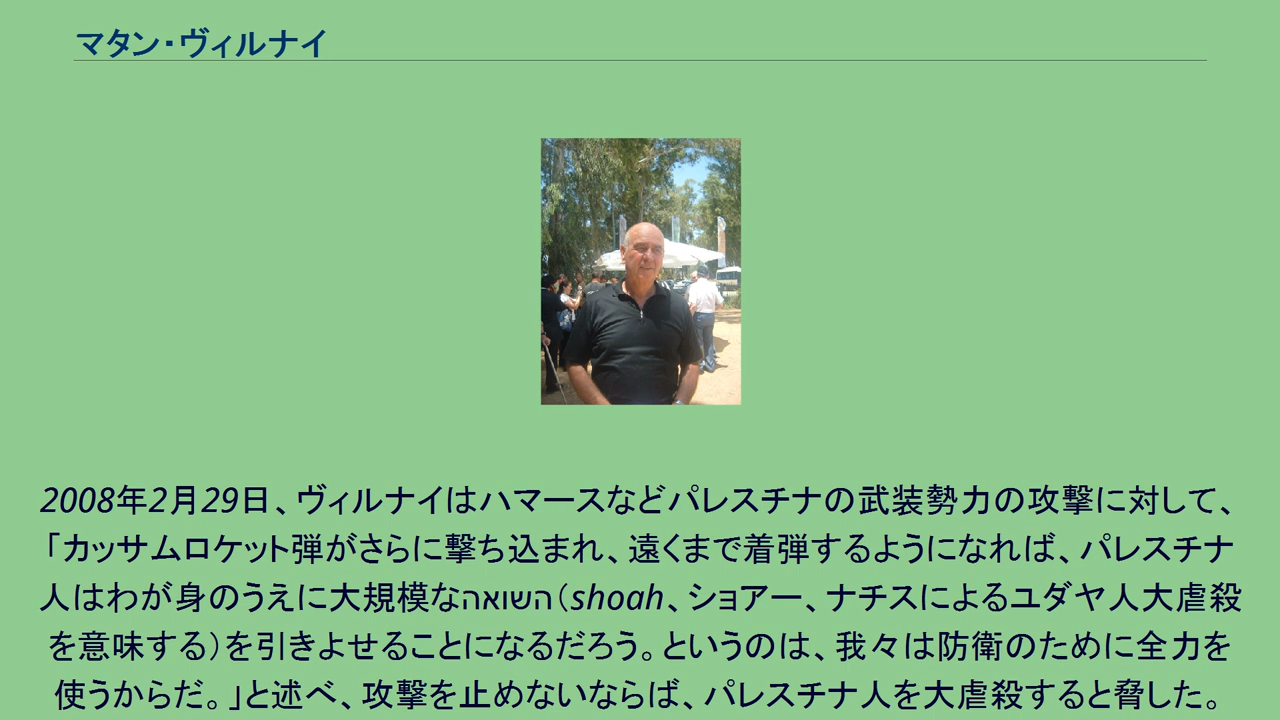 マタン・ヴィルナイ
2008年2月29日、ヴィルナイはハマースなどパレスチナの武装勢力の攻撃に対して、
「カッサムロケット弾がさらに撃ち込まれ、遠くまで着弾するようになれば、パレスチナ
人はわが身のうえに大規模なהשואה（shoah、ショアー、ナチスによるユダヤ人大虐殺
を意味する）を引きよせることになるだろう。というのは、我々は防衛のために全力を
使うからだ。」と述べ、攻撃を止めないならば、パレスチナ人を大虐殺すると脅した。